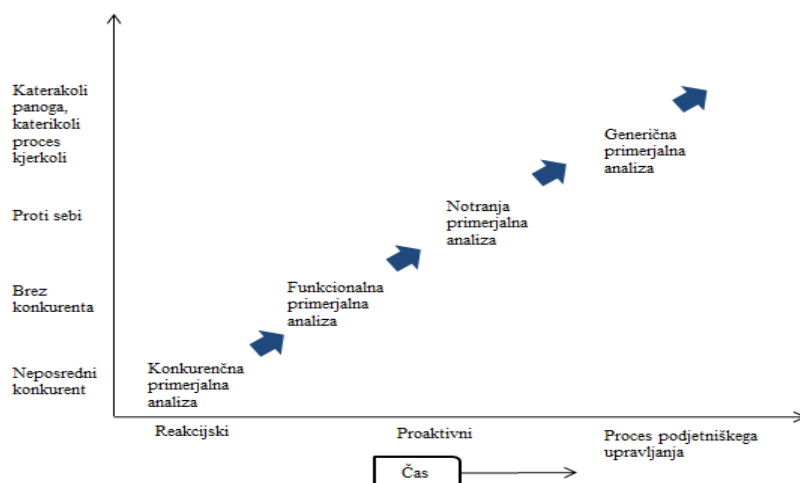 Katerakoli
panoga,
katerikoli
proces
kjerkoli
Proti sebi
Brez
konkurenta
Neposredni
konkurent
Generična
primerjalna
analiza
Notranja
primerjalna
analiza
Funkcionalna
primerjalna
analiza
Konkurenčna
primerjalna
analiza
Reakcijski
Proaktivni
Proces podjetniškega
upravljanja
Čas